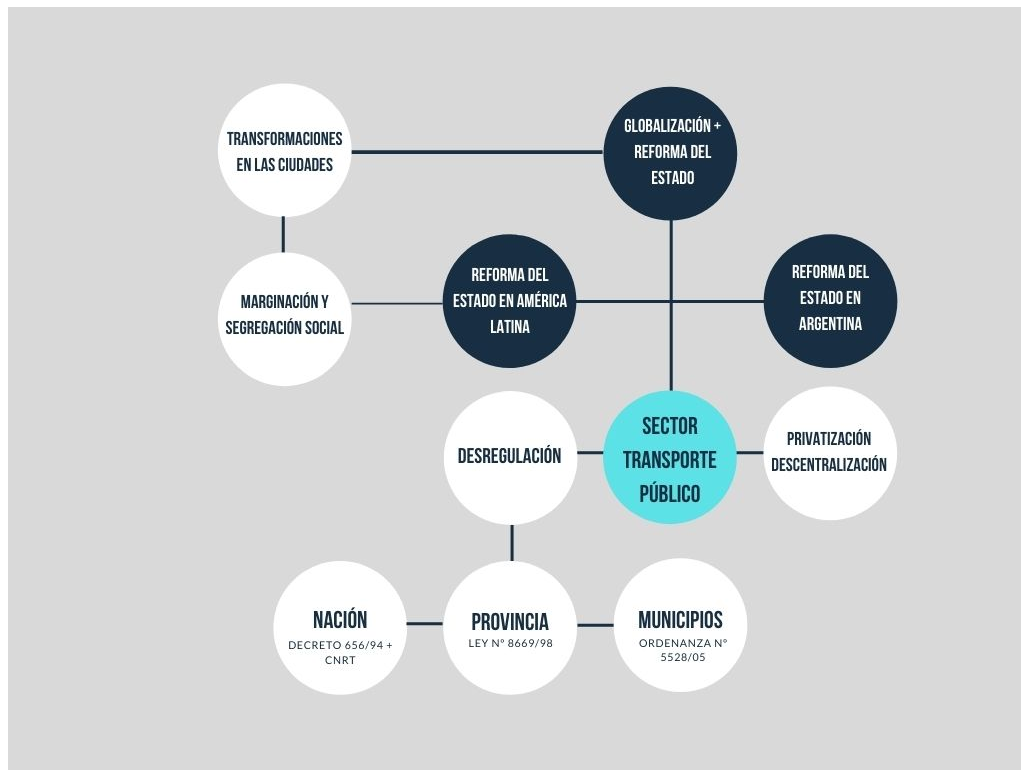 TRANSFORMACIONES
EN LAS CIUDADES
GLOBALIZACIÓN +
REFORMA DEL
ESTADO
MARGINACIÓN Y
SEGREGACIÓN SOCIAL
REFORMA DEL
ESTADO EN AMÉRICA
LATINA
REFORMA DEL
ESTADO EN
ARGENTINA
DESREGULACIÓN
SECTOR
TRANSPORTE
PÚBLICO
PRIVATIZACIÓN
DESCENTRALIZACIÓN
NACIÓN
DECRETO 656/94 +
CNRT
PROVINCIA
LEY N° 8669/98
MUNICIPIOS
ORDENANZA N°
5528/05